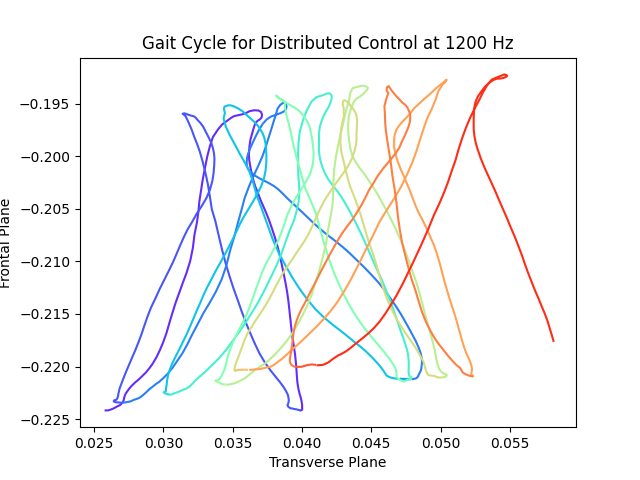 Gait Cycle for Distributed Control at 1200 Hz
−0.195
−0.200
−0.205
−0.210
−0.215
−0.220
−0.225
Frontal Plane
0.025 0.030 0.035 0.040 0.045 0.050 0.055
Transverse Plane